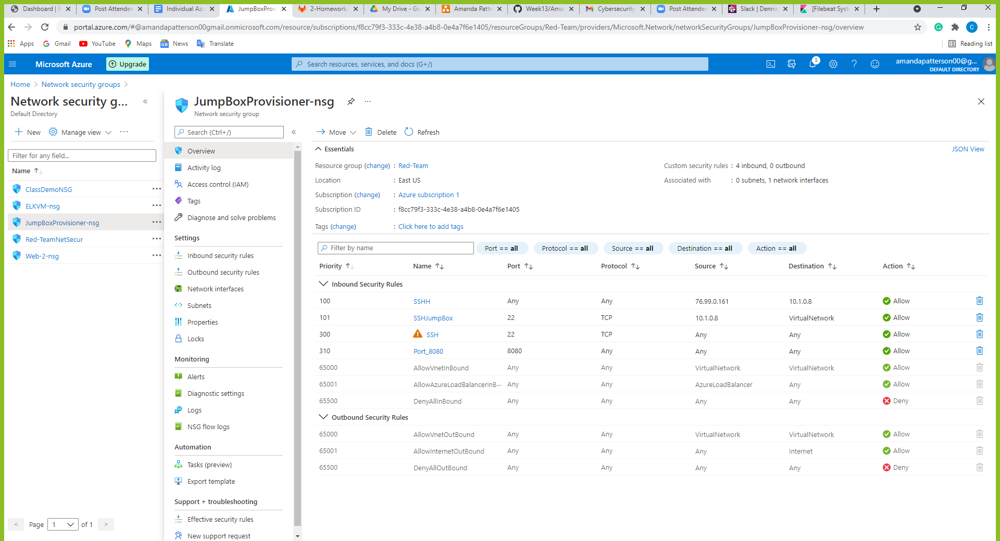 Dashboard | B
Post Attendee
Individual Azu
JumpBoxProvi
2-Homework/
My Drive - Go
Amanda Patte
Week13/Aman
Cybersecurity
Post Attendee
Slack | Dennis
[Filebeat Syste
portal.azure.com/#@amandapatterson00gmail.onmicrosoft.com/resource/subscriptions/f8cc79f3-333c-4e38-a4b8-0e4a7f6e1405/resourceGroups/Red-Team/providers/Microsoft.Network/networkSecurityGroups/JumpBoxProvisioner-nsg/overview
C
Apps Gmail YouTube Maps News Translate Reading list
Microsoft Azure Upgrade Search resources, services, and docs (G+/) 5 amandapatterson00@g...
DEFAULT DIRECTORY
Home > Network security groups >
Network security g... «
Default Directory
+ New Manage view ···
Filter for any field...
Name ↑↓
ClassDemoNSG ···
ELKVM-nsg ···
JumpBoxProvisioner-nsg ···
Red-TeamNetSecur ···
Web-2-nsg ···
< Page 1 of 1 >
JumpBoxProvisioner-nsg ···
Network security group
Search (Ctrl+/) «
Overview
Activity log
Access control (IAM)
Tags
Diagnose and solve problems
Settings
Inbound security rules
Outbound security rules
Network interfaces
Subnets
Properties
Locks
Monitoring
Alerts
Diagnostic settings
Logs
NSG flow logs
Automation
Tasks (preview)
Export template
Support + troubleshooting
Effective security rules
New support request
Move Delete Refresh
Essentials JSON View
Resource group (change) : Red-Team
Location : East US
Subscription (change) : Azure subscription 1
Subscription ID : f8cc79f3-333c-4e38-a4b8-0e4a7f6e1405
Tags (change) : Click here to add tags
Custom security rules : 4 inbound, 0 outbound
Associated with : 0 subnets, 1 network interfaces
Filter by name Port == all Protocol == all Source == all Destination == all Action == all
Priority ↑↓ Name ↑↓ Port ↑↓ Protocol ↑↓ Source ↑↓ Destination ↑↓ Action ↑↓
Inbound Security Rules
100 SSHH Any Any 76.99.0.161 10.1.0.8 Allow
101 SSHJumpBox 22 TCP 10.1.0.8 VirtualNetwork Allow
300 SSH 22 TCP Any Any Allow
310 Port_8080 8080 Any Any Any Allow
65000 AllowVnetInBound Any Any VirtualNetwork VirtualNetwork Allow
65001 AllowAzureLoadBalancerInB··· Any Any AzureLoadBalancer Any Allow
65500 DenyAllInBound Any Any Any Any Deny
Outbound Security Rules
65000 AllowVnetOutBound Any Any VirtualNetwork VirtualNetwork Allow
65001 AllowInternetOutBound Any Any Any Internet Allow
65500 DenyAllOutBound Any Any Any Any Deny